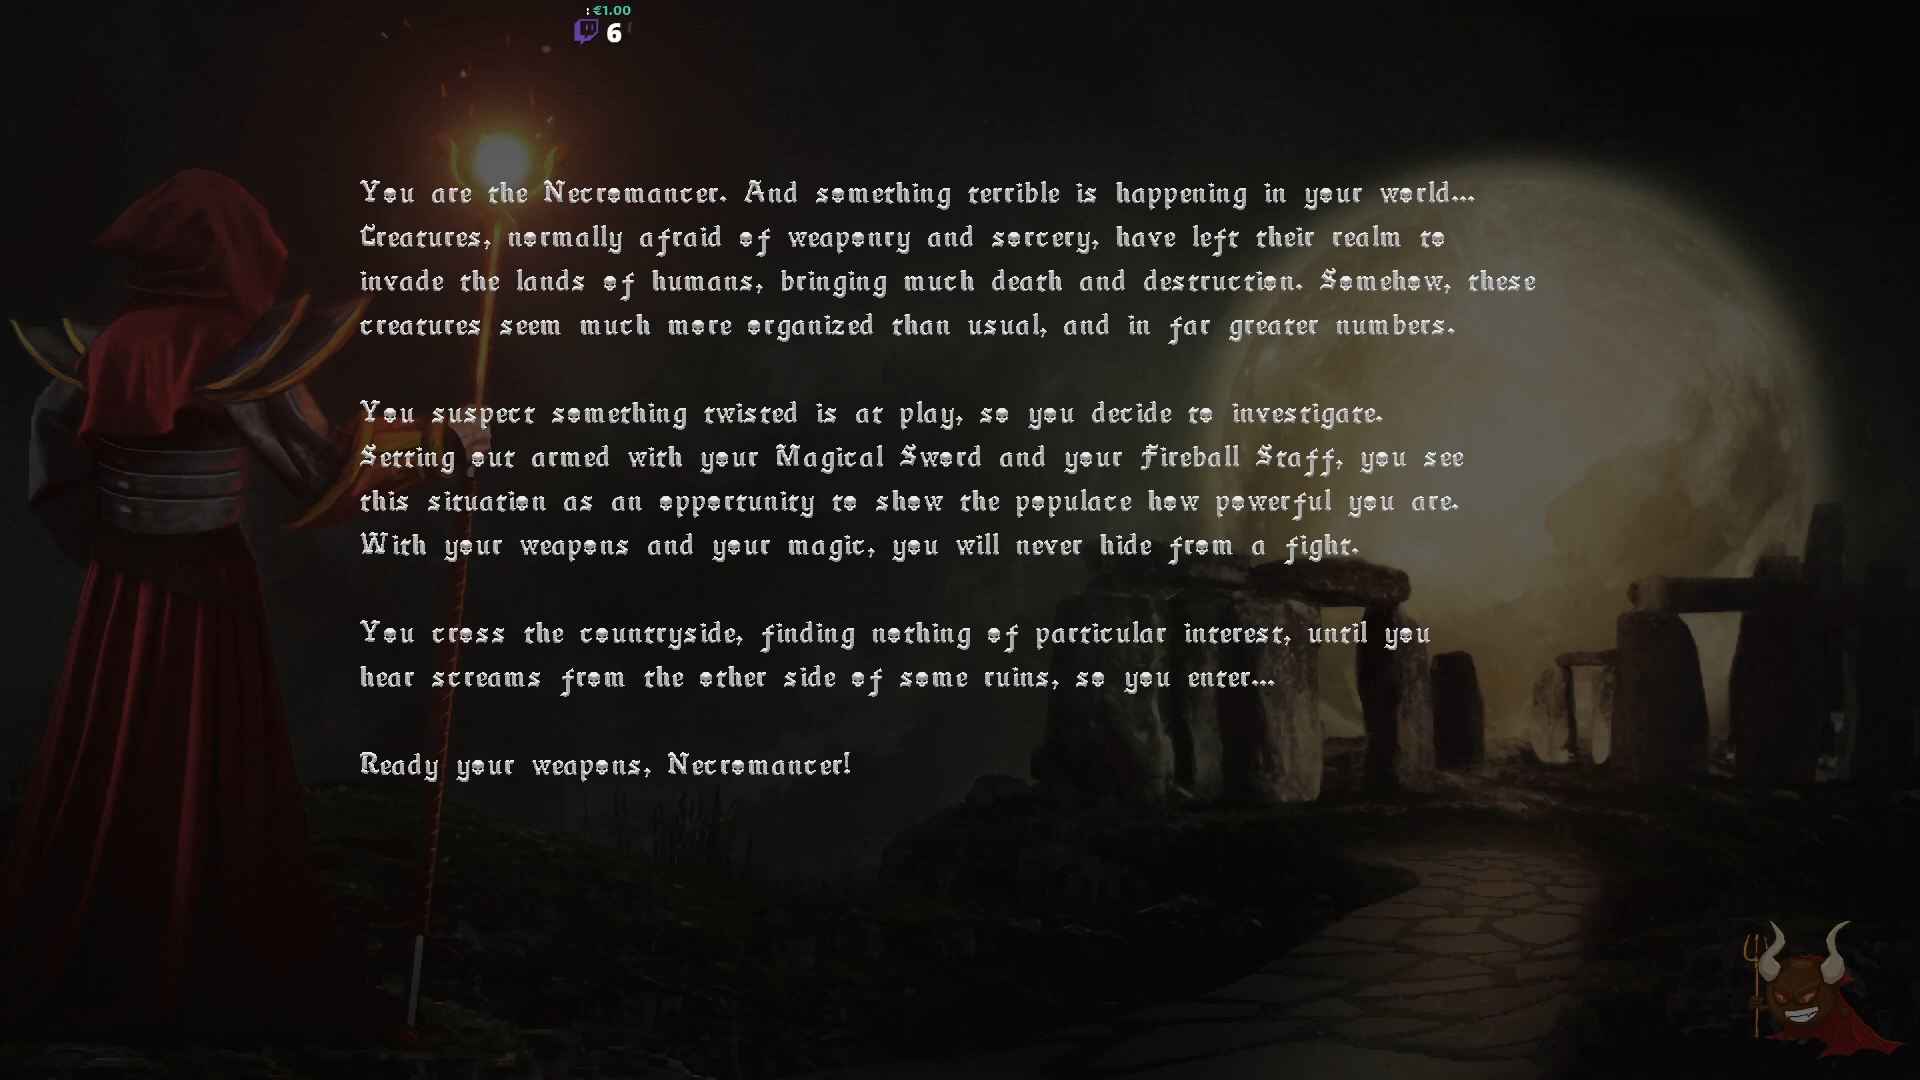 :€1.00
6
You are the Necromancer. And something terrible is happening in your world...
Creatures, normally afraid of weaponry and sorcery, have left their realm to
invade the lands of humans, bringing much death and destruction. Somehow, these
creatures seem much more organized than usual, and in far greater numbers.
You suspect something twisted is at play, so you decide to investigate.
Setting out armed with your Magical Sword and your Fireball Staff, you see
this situation as an opportunity to show the populace how powerful you are.
With your weapons and your magic, you will never hide from a fight.
You cross the countryside, finding nothing of particular interest, until you
hear screams from the other side of some ruins, so you enter...
Ready your weapons, Necromancer!